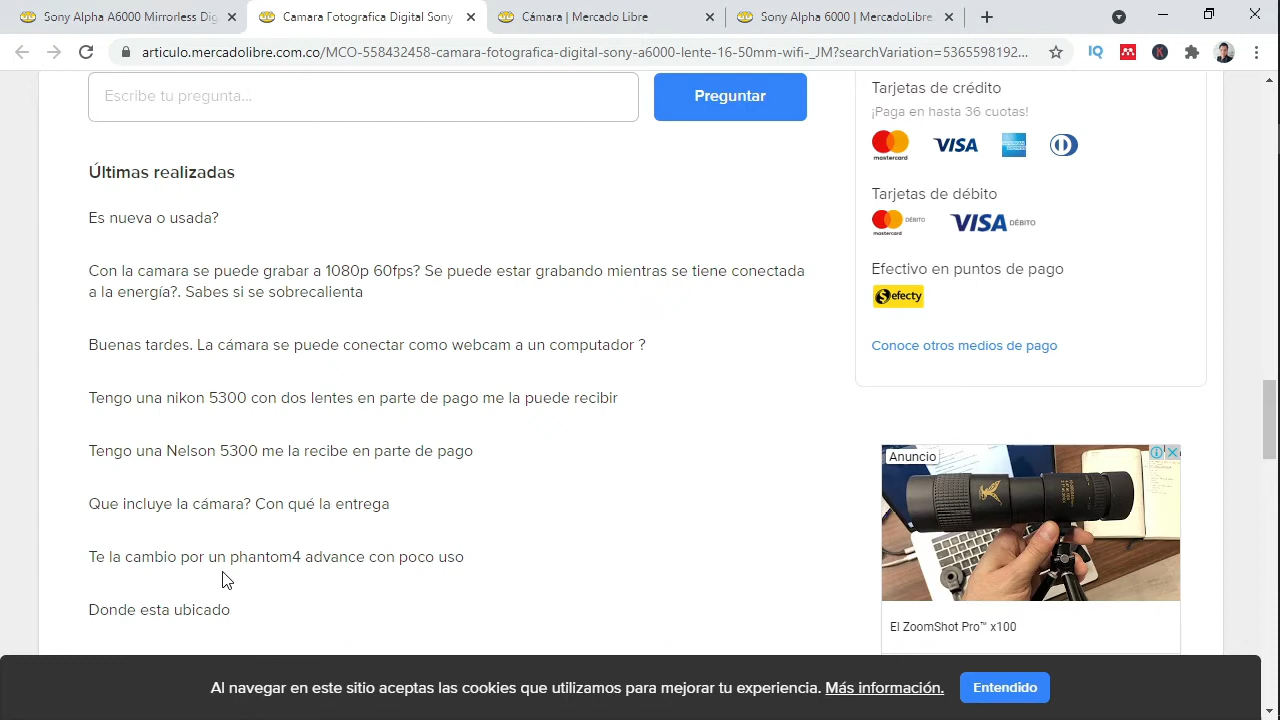 Sony Alpha A6000 Mirrorless Dig
Camara Fotografica Digital Sony
Cámara | Mercado Libre
Sony Alpha 6000 | MercadoLibre.
articulo.mercadolibre.com.co/MCO-558432458-camara-fotografica-digital-sony-a6000-lente-16-50mm-wifi-_JM?searchVariation=5365598192...
IQ
K
Escribe tu pregunta...
Preguntar
Últimas realizadas
Es nueva o usada?
Con la camara se puede grabar a 1080p 60fps? Se puede estar grabando mientras se tiene conectada
a la energía?. Sabes si se sobrecalienta
Buenas tardes. La cámara se puede conectar como webcam a un computador ?
Tengo una nikon 5300 con dos lentes en parte de pago me la puede recibir
Tengo una Nelson 5300 me la recibe en parte de pago
Que incluye la cámara? Con qué la entrega
Te la cambio por un phantom4 advance con poco uso
Donde esta ubicado
Tarjetas de crédito
¡Paga en hasta 36 cuotas!
mastercard
VISA
Tarjetas de débito
DÉBITO
mastercard
VISA DÉBITO
Efectivo en puntos de pago
efecty
Conoce otros medios de pago
Anuncio
El ZoomShot Pro™ x100
Al navegar en este sitio aceptas las cookies que utilizamos para mejorar tu experiencia. Más información.
Entendido